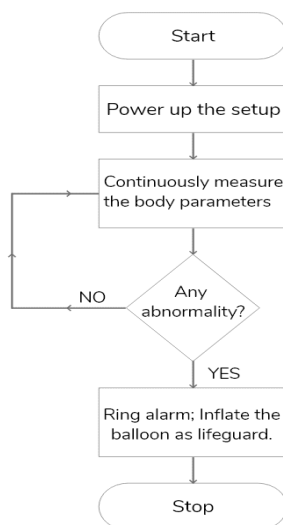 Start
Power up the setup
Continuously measure
the body parameters
Any
abnormality?
NO
YES
Ring alarm; Inflate the
balloon as lifeguard.
Stop